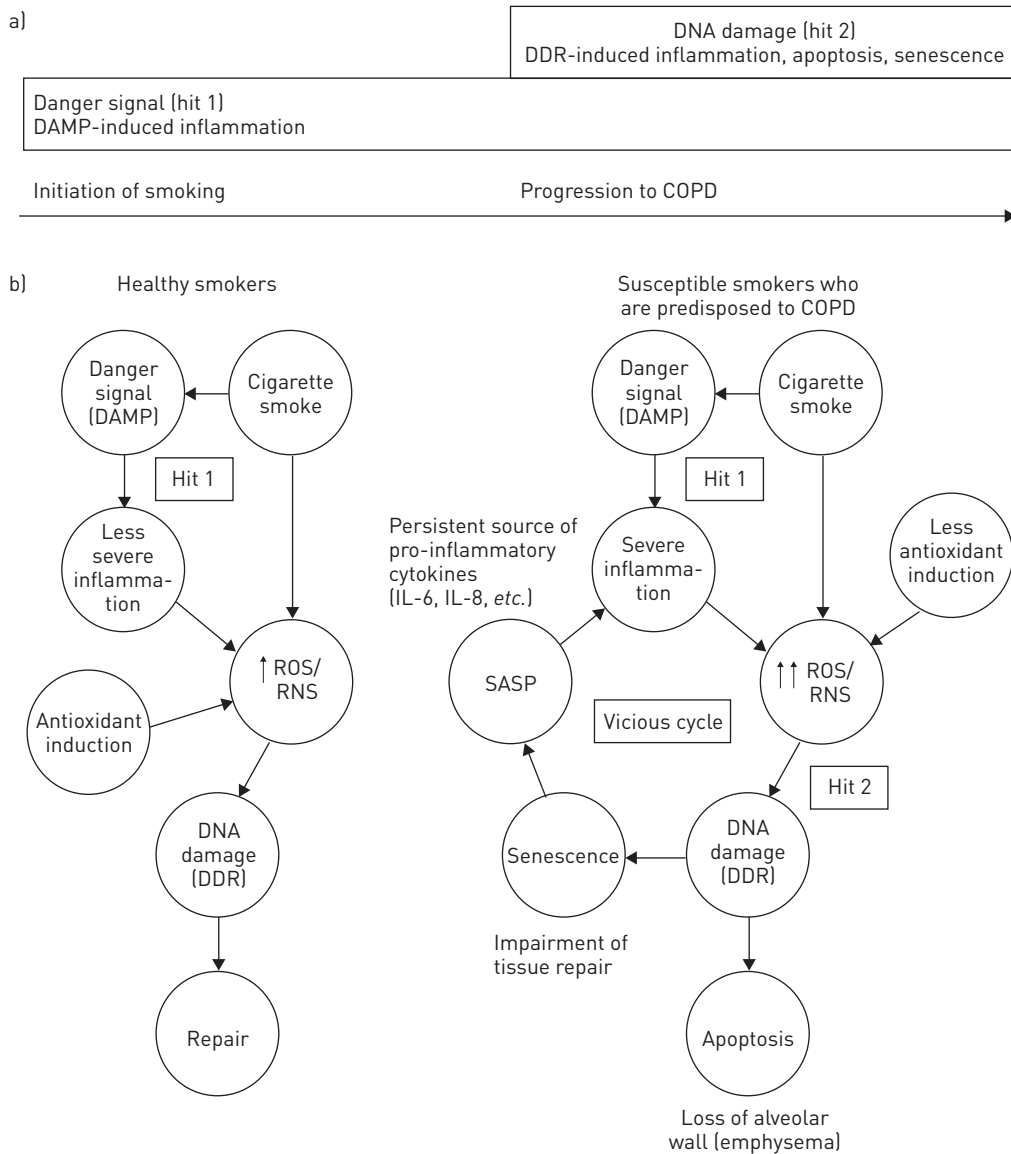 a)
DNA damage (hit 2)
DDR-induced inflammation, apoptosis, senescence
Danger signal (hit 1)
DAMP-induced inflammation
Initiation of smoking
Progression to COPD
b)
Healthy smokers
Danger
signal
(DAMP)
Cigarette
smoke
Hit 1
Less
severe
inflamma-
tion
↑ ROS/
RNS
Antioxidant
induction
DNA
damage
(DDR)
Repair
Susceptible smokers who
are predisposed to COPD
Danger
signal
(DAMP)
Cigarette
smoke
Hit 1
Persistent source of
pro-inflammatory
cytokines
(IL-6, IL-8, etc.)
Severe
inflamma-
tion
Less
antioxidant
induction
SASP
↑↑ ROS/
RNS
Vicious cycle
Hit 2
Senescence
DNA
damage
(DDR)
Impairment of
tissue repair
Apoptosis
Loss of alveolar
wall (emphysema)